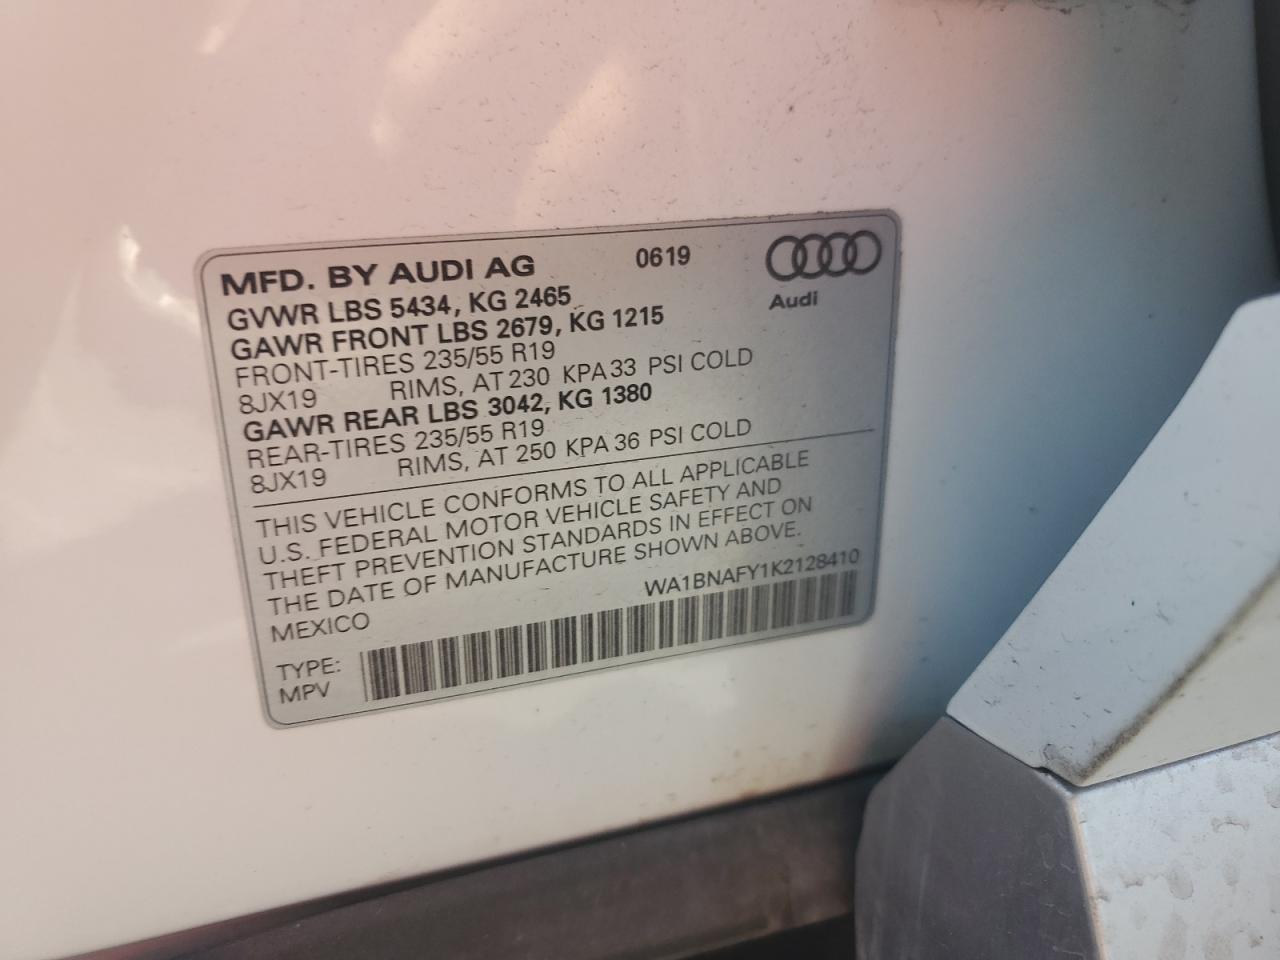 MFD. BY AUDI AG 0619
Audi
GVWR LBS 5434, KG 2465
GAWR FRONT LBS 2679, KG 1215
FRONT-TIRES 235/55 R19
8JX19 RIMS, AT 230 KPA 33 PSI COLD
GAWR REAR LBS 3042, KG 1380
REAR-TIRES 235/55 R19
8JX19 RIMS, AT 250 KPA 36 PSI COLD
THIS VEHICLE CONFORMS TO ALL APPLICABLE
U.S. FEDERAL MOTOR VEHICLE SAFETY AND
THEFT PREVENTION STANDARDS IN EFFECT ON
THE DATE OF MANUFACTURE SHOWN ABOVE.
MEXICO WA1BNAFY1K2128410
TYPE:
MPV